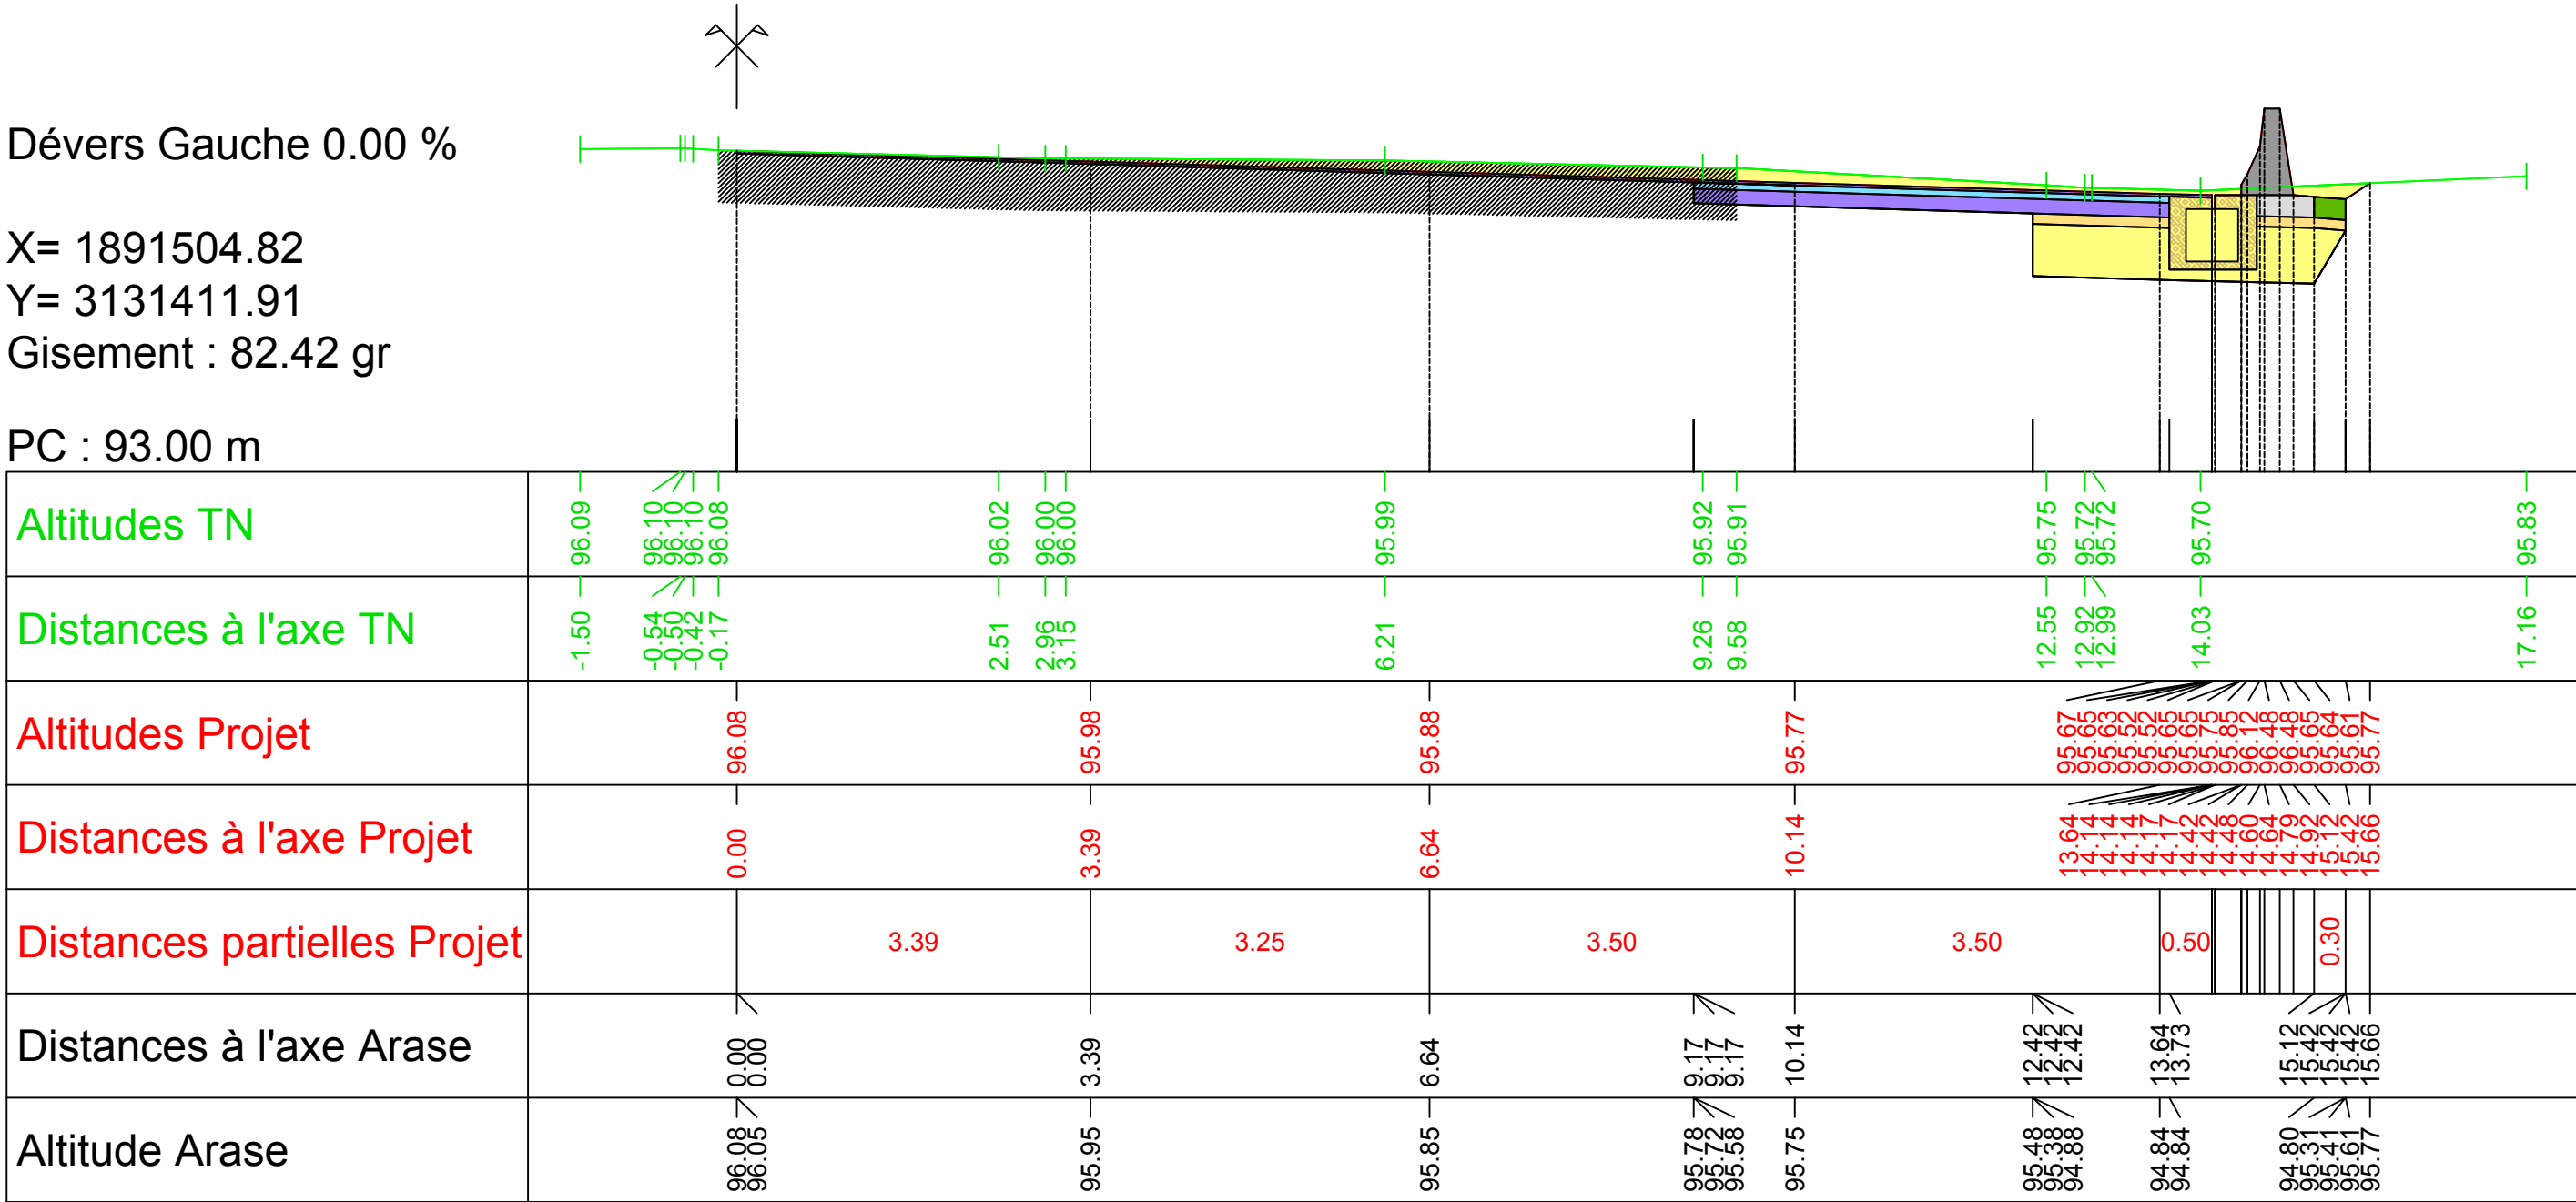 Dévers Gauche 0.00 %
X= 1891504.82
Y= 3131411.91
Gisement : 82.42 gr
PC : 93.00 m
Altitudes TN 96.09 96.10 96.10 96.10 96.08 96.02 96.00 96.00 95.99 95.92 95.91 95.75 95.72 95.72 95.70 95.83
Distances à l'axe TN -1.50 -0.54 -0.50 -0.42 -0.17 2.51 2.96 3.15 6.21 9.26 9.58 12.55 12.92 12.99 14.03 17.16
Altitudes Projet 96.08 95.98 95.88 95.77 95.67 95.65 95.63 95.52 95.52 95.65 95.65 95.75 95.85 96.12 96.48 96.48 95.65 95.64 95.61 95.77
Distances à l'axe Projet 0.00 3.39 6.64 10.14 13.64 14.14 14.14 14.14 14.17 14.17 14.42 14.42 14.48 14.60 14.64 14.79 14.92 15.12 15.42 15.66
Distances partielles Projet 3.39 3.25 3.50 3.50 0.50 0.30
Distances à l'axe Arase 0.00 0.00 3.39 6.64 9.17 9.17 9.17 10.14 12.42 12.42 12.42 13.64 13.73 15.12 15.42 15.42 15.42 15.66
Altitude Arase 96.08 96.05 95.95 95.85 95.78 95.72 95.58 95.75 95.48 95.38 94.88 94.84 94.84 94.80 95.31 95.41 95.61 95.77